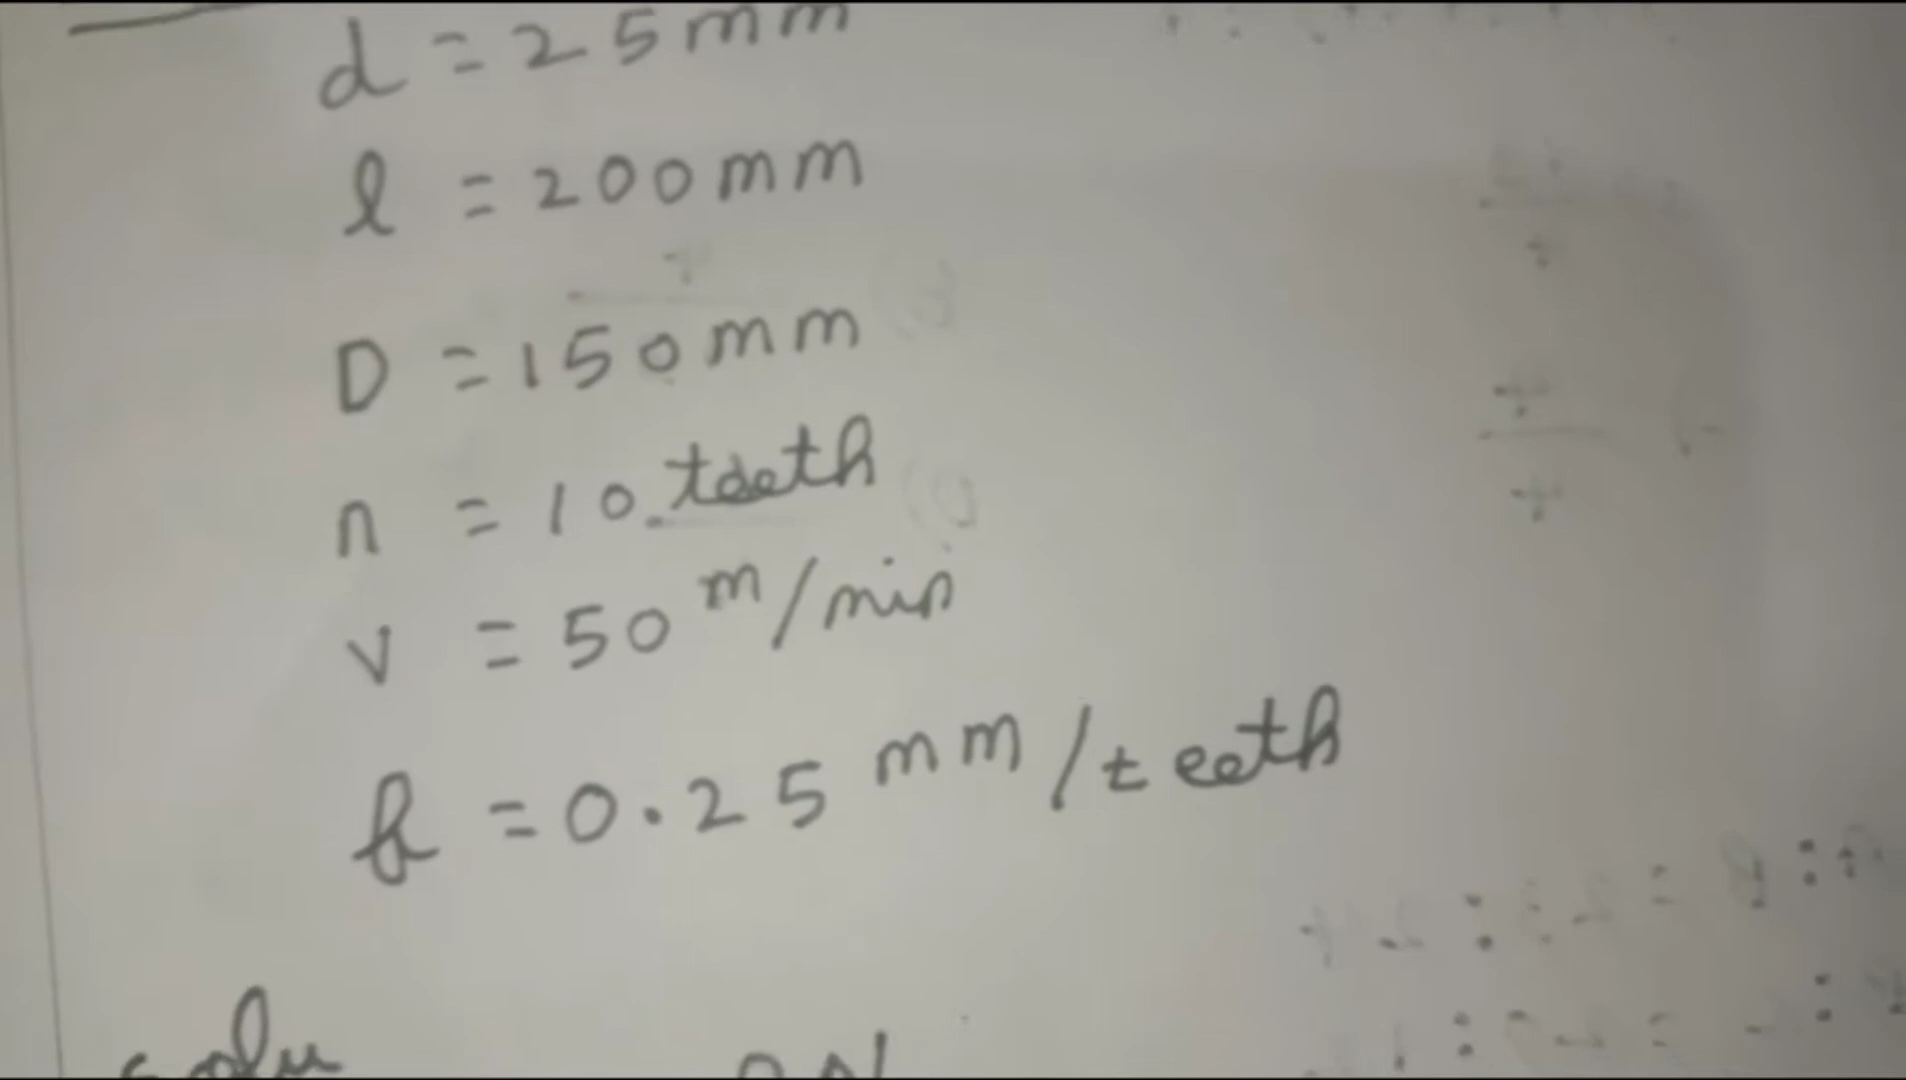 d = 25mm
l = 200mm
D = 150mm
n = 10 teeth
v = 50 m/min
f = 0.25 mm/teeth